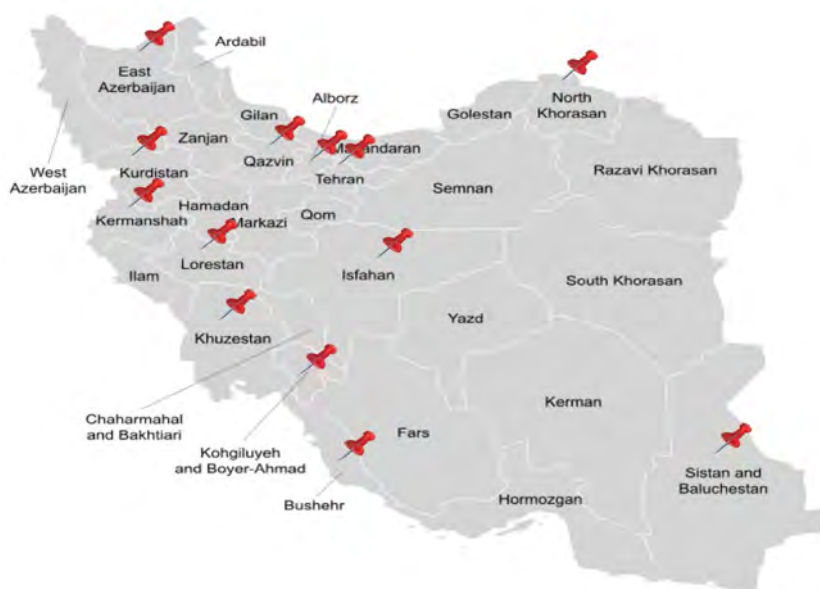 Ardabil
East
Azerbaijan
Gilan
Alborz
Golestan
North
Khorasan
West
Azerbaijan
Zanjan
Kurdistan
Qazvin
Tehran
Semnan
Razavi Khorasan
Hamadan
Kermanshah
Markazi
Qom
Lorestan
Ilam
Isfahan
South Khorasan
Khuzestan
Yazd
Chaharmahal
and Bakhtiari
Kohgiluyeh
and Boyer-Ahmad
Fars
Kerman
Bushehr
Hormozgan
Sistan and
Baluchestan